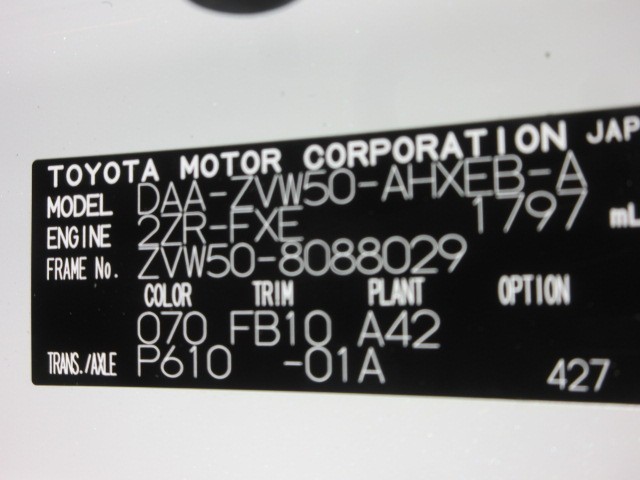 TOYOTA MOTOR CORPORATION JAP
MODEL DAA-ZVW50-AHXEB-A
ENGINE 2ZR-FXE 1797 mL
FRAME No. ZVW50-8088029
COLOR TRIM PLANT OPTION
070 FB10 A42
TRANS./AXLE P610 -01A 427